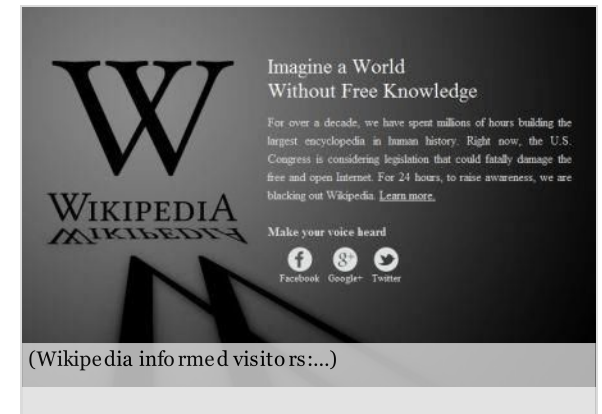 W
WIKIPEDIA
Imagine a World
Without Free Knowledge
For over a decade, we have spent millions of hours building the
largest encyclopedia in human history. Right now, the U.S.
Congress is considering legislation that could fatally damage the
free and open Internet. For 24 hours, to raise awareness, we are
blacking out Wikipedia. Learn more.
Make your voice heard
Facebook Google+ Twitter
(Wikipedia informed visitors:...)